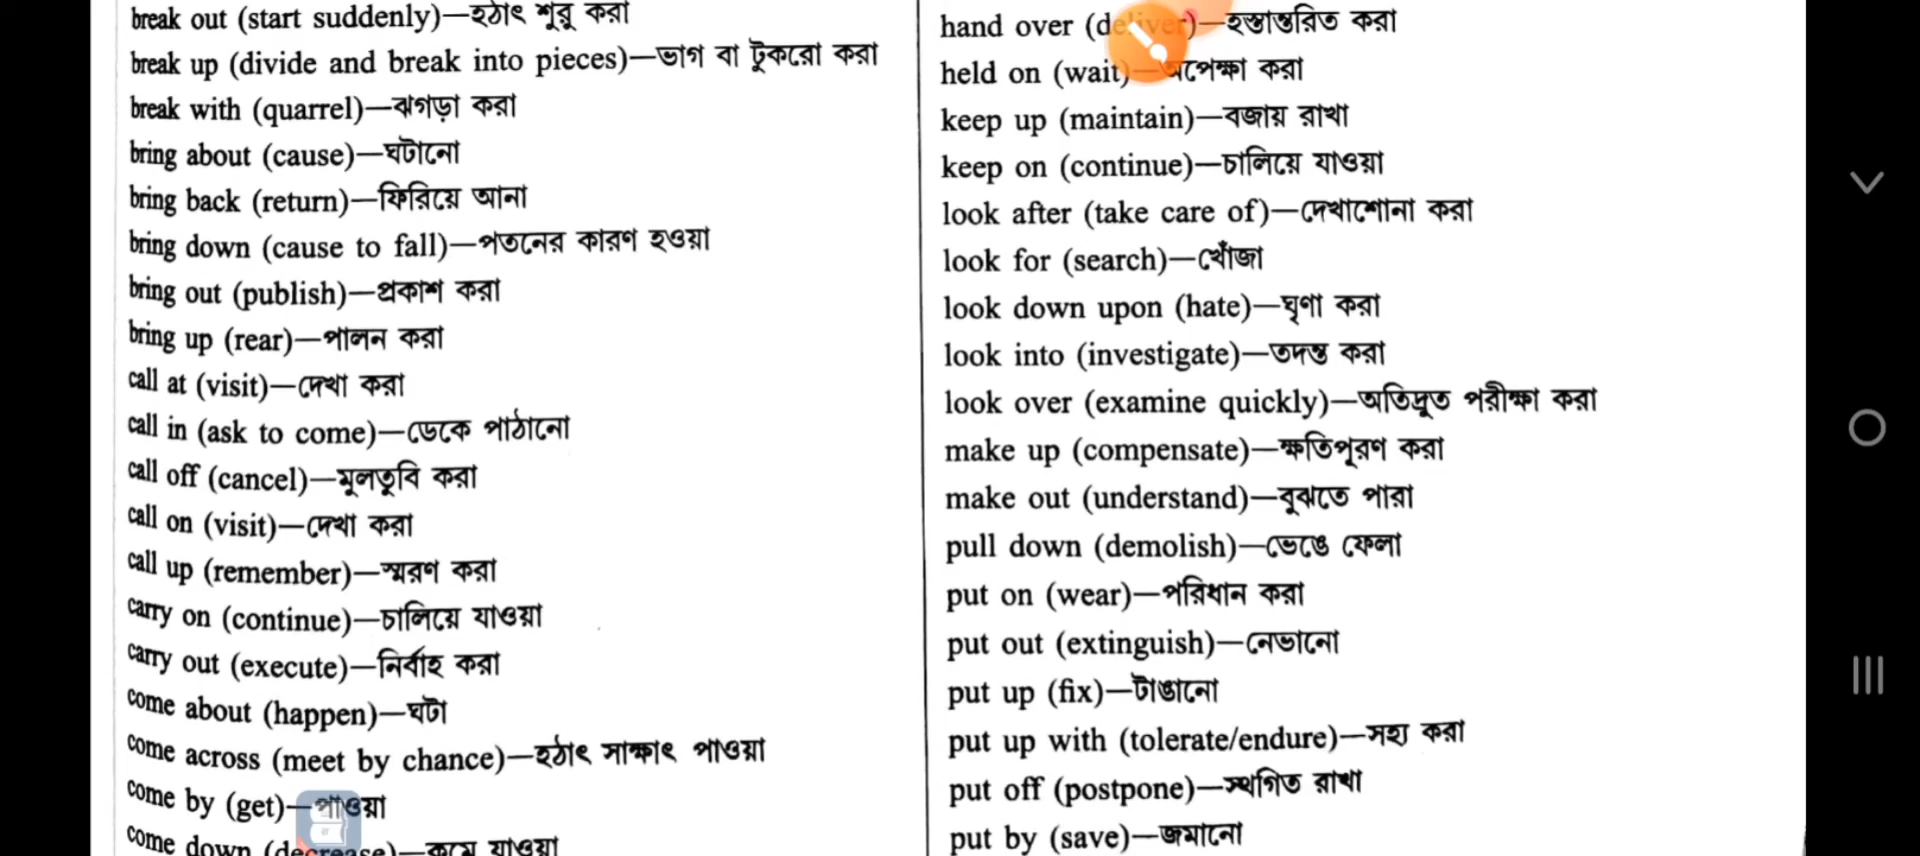 break out (start suddenly)—হঠাৎ শুরু করা
break up (divide and break into pieces)—ভাগ বা টুকরো করা
break with (quarrel)—ঝগড়া করা
bring about (cause)—ঘটানো
bring back (return)—ফিরিয়ে আনা
bring down (cause to fall)—পতনের কারণ হওয়া
bring out (publish)—প্রকাশ করা
bring up (rear)—পালন করা
call at (visit)—দেখা করা
call in (ask to come)—ডেকে পাঠানো
call off (cancel)—মুলতুবি করা
call on (visit)—দেখা করা
call up (remember)—স্মরণ করা
carry on (continue)—চালিয়ে যাওয়া
carry out (execute)—নির্বাহ করা
come about (happen)—ঘটা
come across (meet by chance)—হঠাৎ সাক্ষাৎ পাওয়া
come by (get)—পাওয়া
come down (decrease)—কমে যাওয়া
hand over (deliver)—হস্তান্তরিত করা
held on (wait)—অপেক্ষা করা
keep up (maintain)—বজায় রাখা
keep on (continue)—চালিয়ে যাওয়া
look after (take care of)—দেখাশোনা করা
look for (search)—খোঁজা
look down upon (hate)—ঘৃণা করা
look into (investigate)—তদন্ত করা
look over (examine quickly)—অতিদ্রুত পরীক্ষা করা
make up (compensate)—ক্ষতিপূরণ করা
make out (understand)—বুঝতে পারা
pull down (demolish)—ভেঙে ফেলা
put on (wear)—পরিধান করা
put out (extinguish)—নেভানো
put up (fix)—টাঙানো
put up with (tolerate/endure)—সহ্য করা
put off (postpone)—স্থগিত রাখা
put by (save)—জমানো